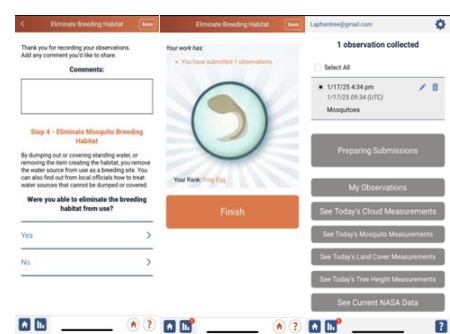 Eliminate Breeding Habitat
Save
Thank you for recording your observations.
Add any comment you'd like to share.
Comments:
Step 4 - Eliminate Mosquito Breeding
Habitat
By dumping out or covering standing water, or
removing the item creating the habitat, you remove
the water source from use as a breeding site. You
can also find out from local officials how to treat
water sources that cannot be dumped or covered.
Were you able to eliminate the breeding
habitat from use?
Yes
No
?
Eliminate Breeding Habitat
Save
Your work has:
You have submitted 1 observations
Your Rank: Frog Egg
Finish
?
Laphantree@gmail.com
1 observation collected
Select All
1/17/25 4:34 pm
1/17/25 09:34 (UTC)
Mosquitoes
Preparing Submissions
My Observations
See Today's Cloud Measurements
See Today's Mosquito Measurements
See Today's Land Cover Measurements
See Today's Tree Height Measurements
See Current NASA Data
?